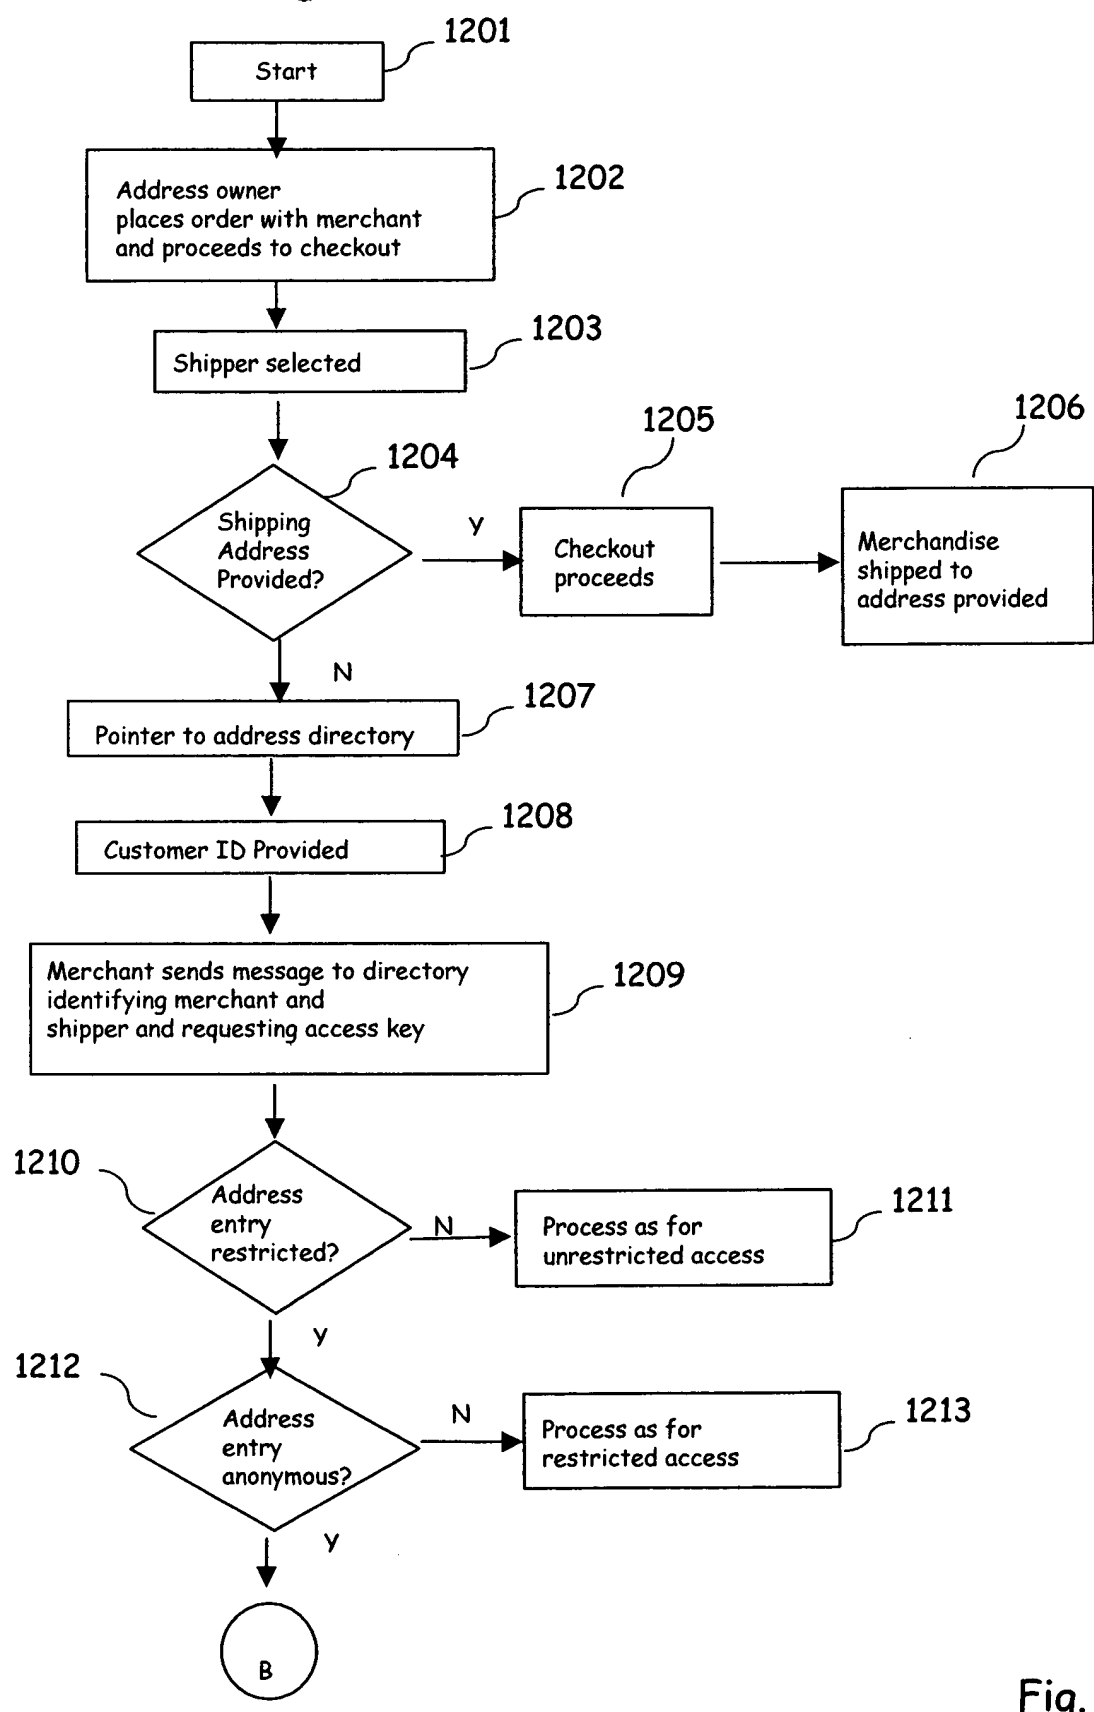 1201
Start
1202
Address owner
places order with merchant
and proceeds to checkout
1203
Shipper selected
1204
Shipping
Address
Provided?
Y
1205
Checkout
proceeds
1206
Merchandise
shipped to
address provided
N
1207
Pointer to address directory
1208
Customer ID Provided
1209
Merchant sends message to directory
identifying merchant and
shipper and requesting access key
1210
Address
entry
restricted?
N
1211
Process as for
unrestricted access
Y
1212
Address
entry
anonymous?
N
1213
Process as for
restricted access
Y
B
Fig.